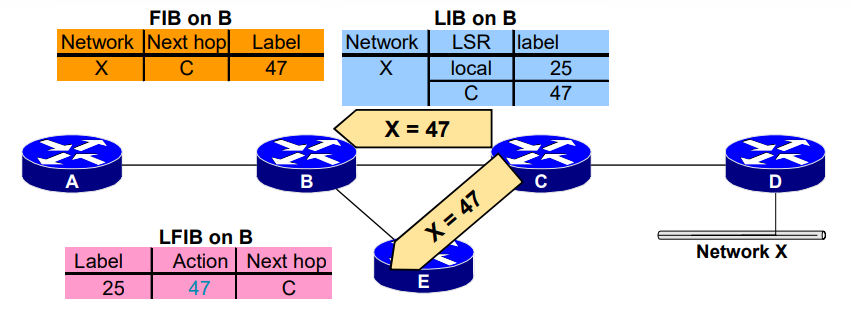 FIB on B
Network Next hop Label
X C 47
LIB on B
Network LSR label
X local 25
C 47
X = 47
A
B
C
D
X = 47
E
Network X
LFIB on B
Label Action Next hop
25 47 C